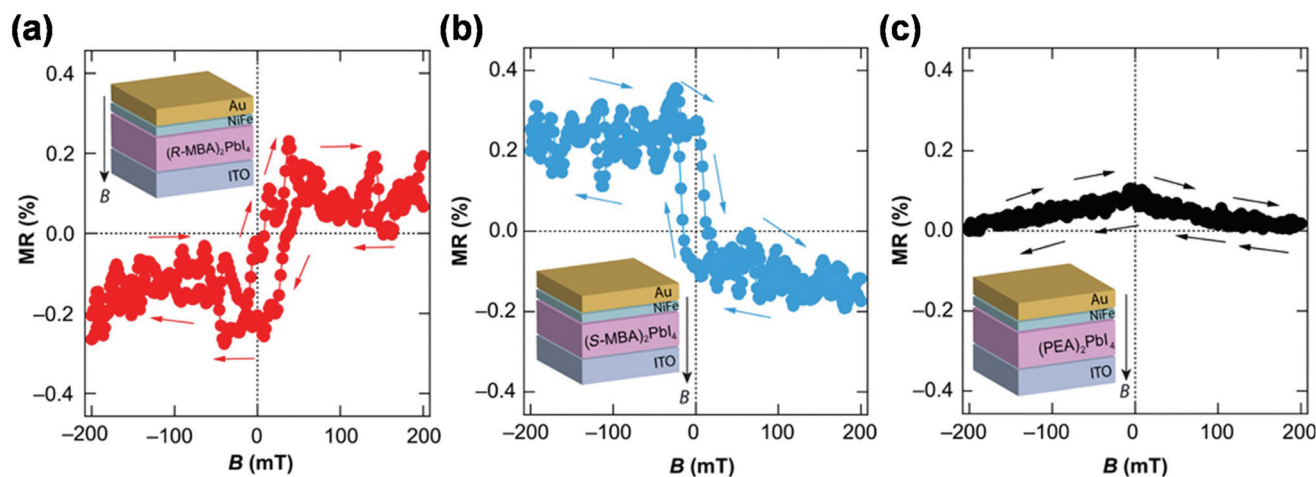 (a)
MR (%)
0.4
0.2
0.0
–0.2
–0.4
–200
–100
0
100
200
B (mT)
Au
NiFe
(R-MBA)₂PbI₄
ITO
B
(b)
0.4
0.2
0.0
–0.2
–0.4
–200
–100
0
100
200
MR (%)
B (mT)
Au
NiFe
(S-MBA)₂PbI₄
ITO
B
(c)
0.4
0.2
0.0
–0.2
–0.4
–200
–100
0
100
200
MR (%)
B (mT)
Au
NiFe
(PEA)₂PbI₄
ITO
B